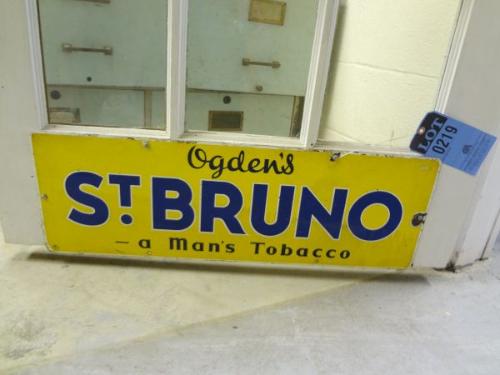 Ogden's
ST. BRUNO
— a Man's Tobacco
LOT
0219